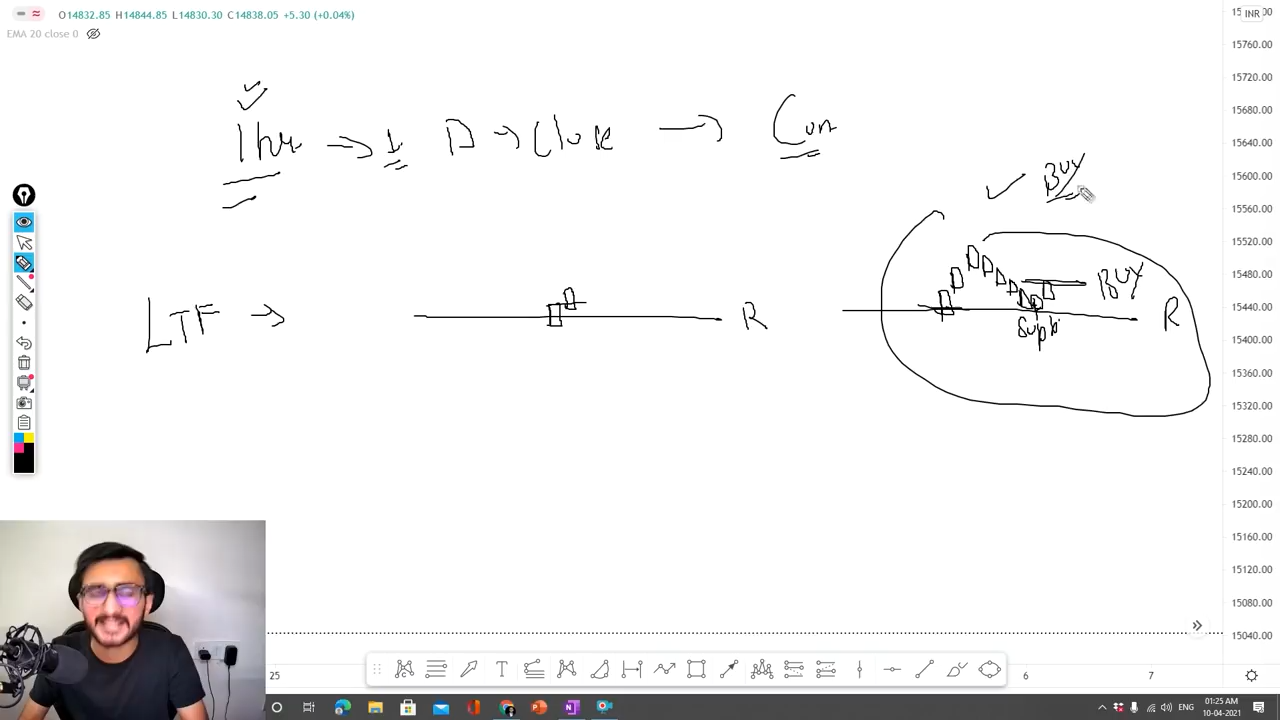 O14832.85 H14844.85 L14830.30 C14838.05 +5.30 (+0.04%)
EMA 20 close 0
INR
15760.00
15720.00
15680.00
15640.00
15600.00
15560.00
15520.00
15480.00
15440.00
15400.00
15360.00
15320.00
15280.00
15240.00
15200.00
15160.00
15120.00
15080.00
15040.00
1hr → 1 D → Close → Con
BUY
BUY
LTF → R
R
Supp
25 6 7
T
ENG
01:25 AM
10-04-2021